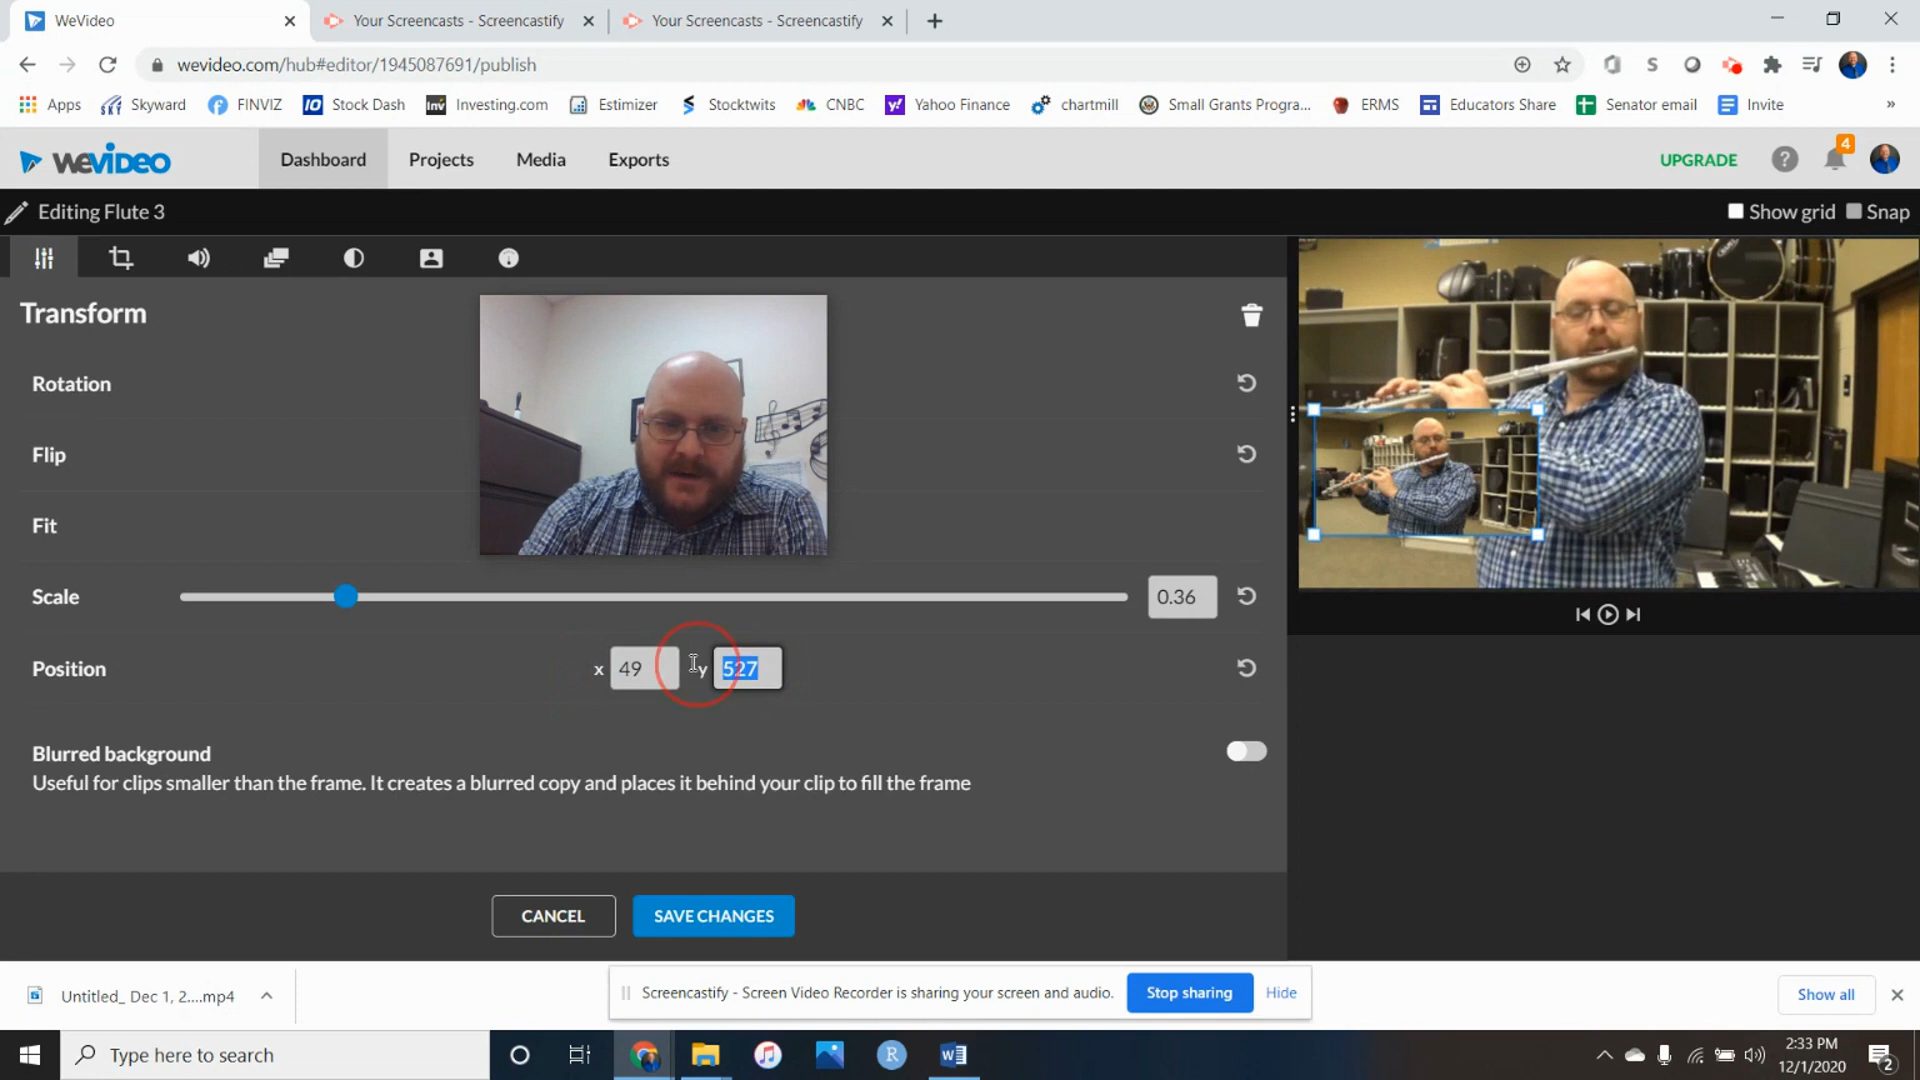 WeVideo
Your Screencasts - Screencastify
Your Screencasts - Screencastify
wevideo.com/hub#editor/1945087691/publish
Apps
Skyward
FINVIZ
Stock Dash
Investing.com
Estimizer
Stocktwits
CNBC
Yahoo Finance
chartmill
Small Grants Progra...
ERMS
Educators Share
Senator email
Invite
»
WEVIDEO
Dashboard
Projects
Media
Exports
UPGRADE
4
Editing Flute 3
Show grid
Snap
Transform
Rotation
Flip
Fit
Scale
0.36
Position
x 49
y 527
Blurred background
Useful for clips smaller than the frame. It creates a blurred copy and places it behind your clip to fill the frame
CANCEL
SAVE CHANGES
Untitled_ Dec 1, 2....mp4
Screencastify - Screen Video Recorder is sharing your screen and audio.
Stop sharing
Hide
Show all
Type here to search
2:33 PM
12/1/2020
2